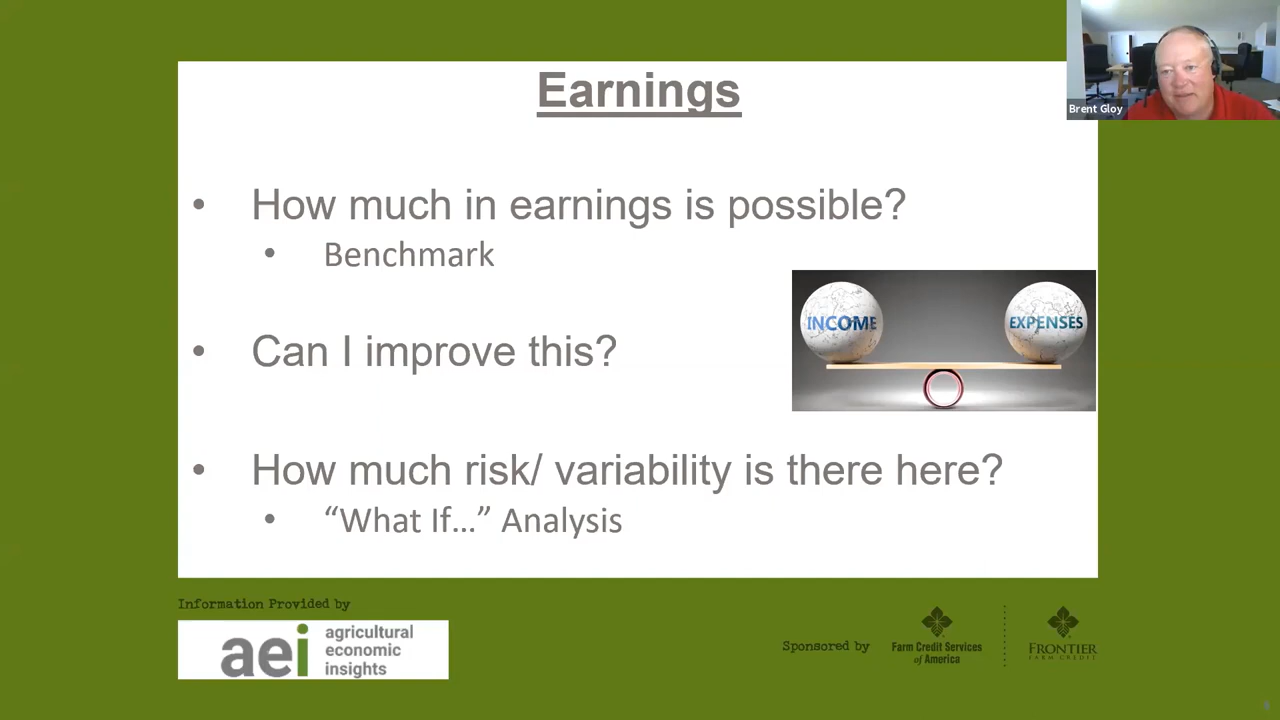 Earnings
Brent Gloy
• How much in earnings is possible?
• Benchmark
INCOME
EXPENSES
• Can I improve this?
• How much risk/ variability is there here?
• “What If…” Analysis
Information Provided by
aei
agricultural
economic
insights
Sponsored by
Farm Credit Services
of America
FRONTIER
FARM CREDIT